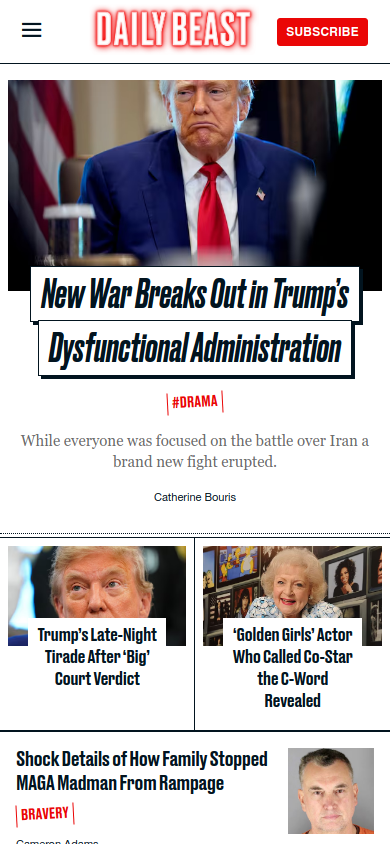 DAILY BEAST
SUBSCRIBE
New War Breaks Out in Trump's
Dysfunctional Administration
#DRAMA
While everyone was focused on the battle over Iran a
brand new fight erupted.
Catherine Bouris
Trump's Late-Night
Tirade After 'Big'
Court Verdict
'Golden Girls' Actor
Who Called Co-Star
the C-Word
Revealed
Shock Details of How Family Stopped
MAGA Madman From Rampage
BRAVERY
Cameron Adams